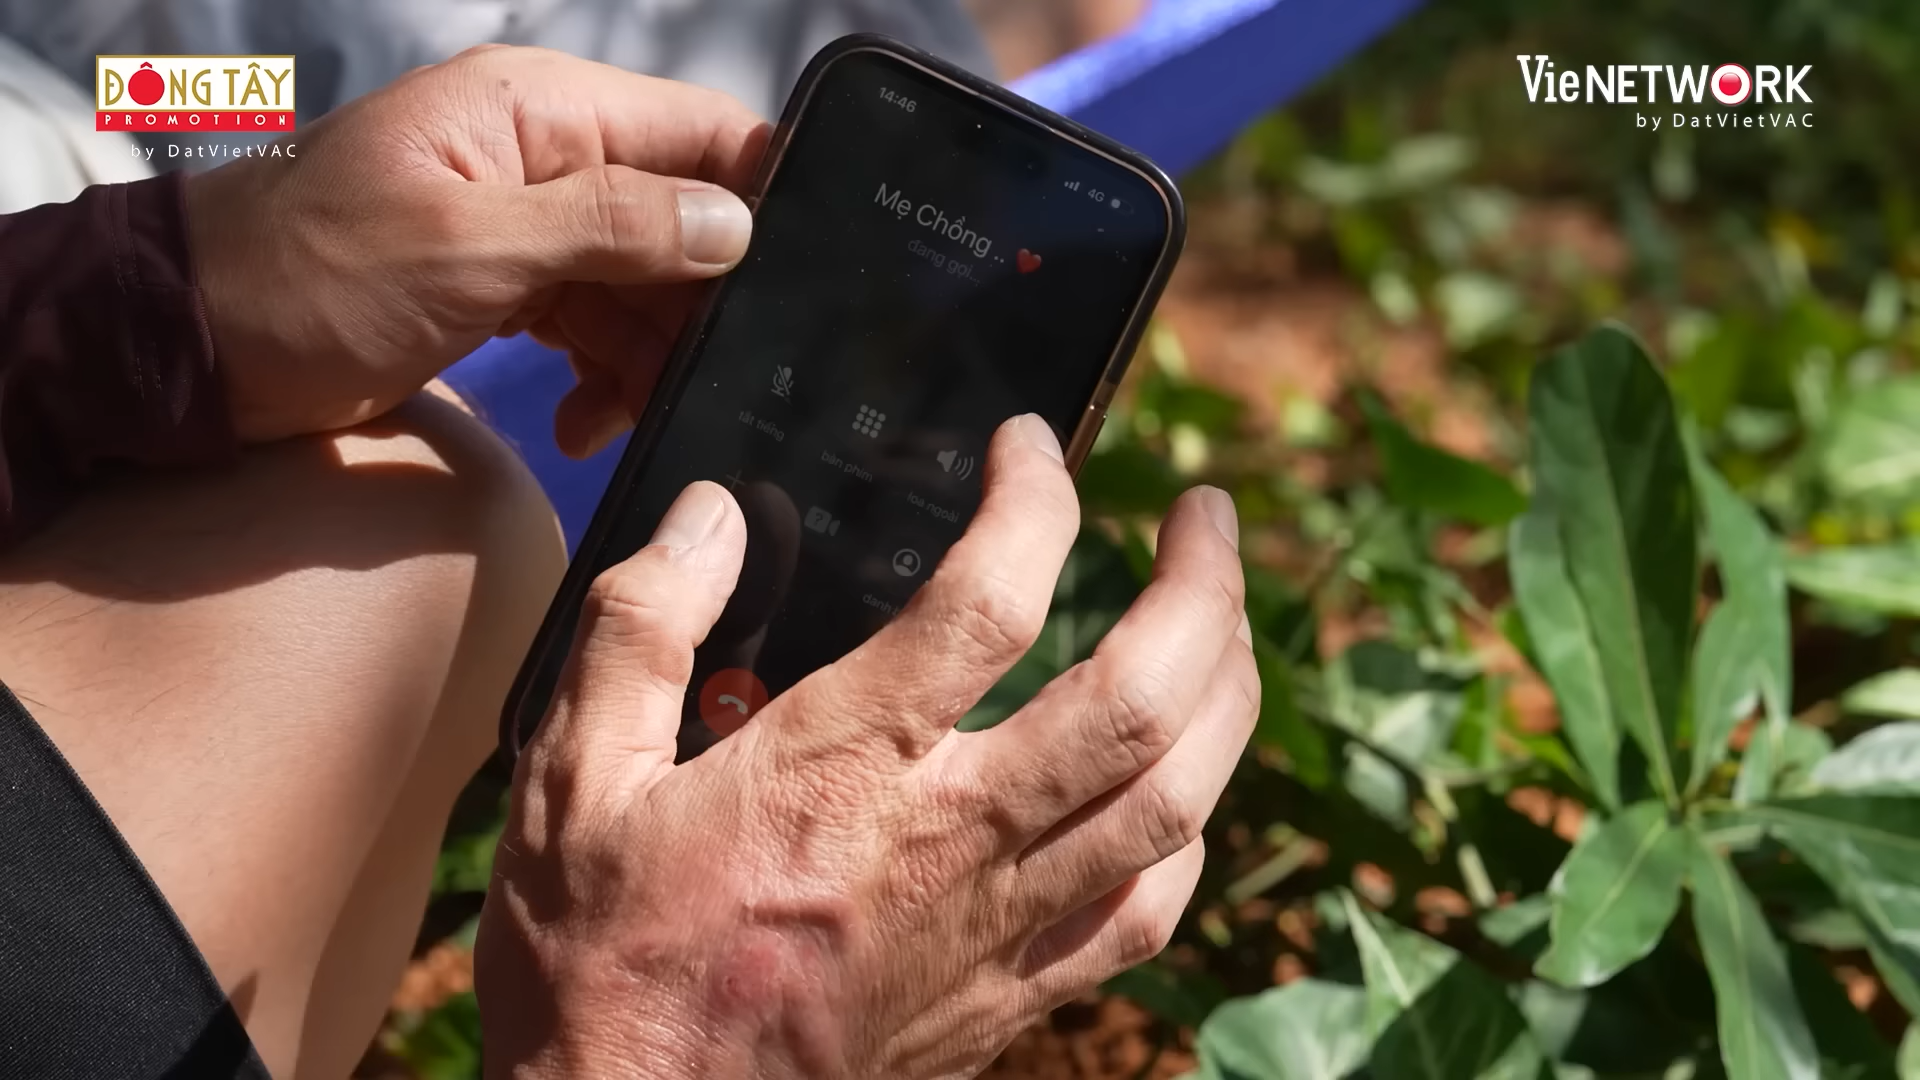 ĐÔNG TÂY
PROMOTION
by DatVietVAC
VieNETWORK
by DatVietVAC
14:46
4G
Mẹ Chồng .. ❤️
đang gọi...
tắt tiếng
bàn phím
loa ngoài